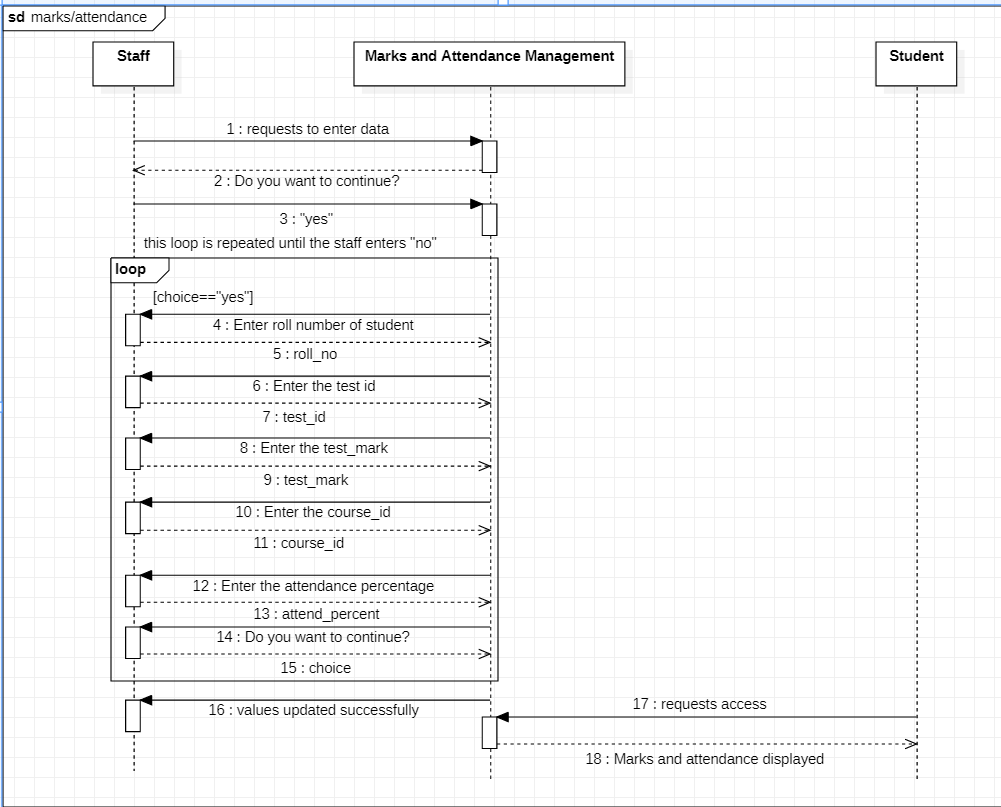 sd marks/attendance
Staff
Marks and Attendance Management
Student
1 : requests to enter data
2 : Do you want to continue?
3 : "yes"
this loop is repeated until the staff enters "no"
loop
[choice=="yes"]
4 : Enter roll number of student
5 : roll_no
6 : Enter the test id
7 : test_id
8 : Enter the test_mark
9 : test_mark
10 : Enter the course_id
11 : course_id
12 : Enter the attendance percentage
13 : attend_percent
14 : Do you want to continue?
15 : choice
16 : values updated successfully
17 : requests access
18 : Marks and attendance displayed